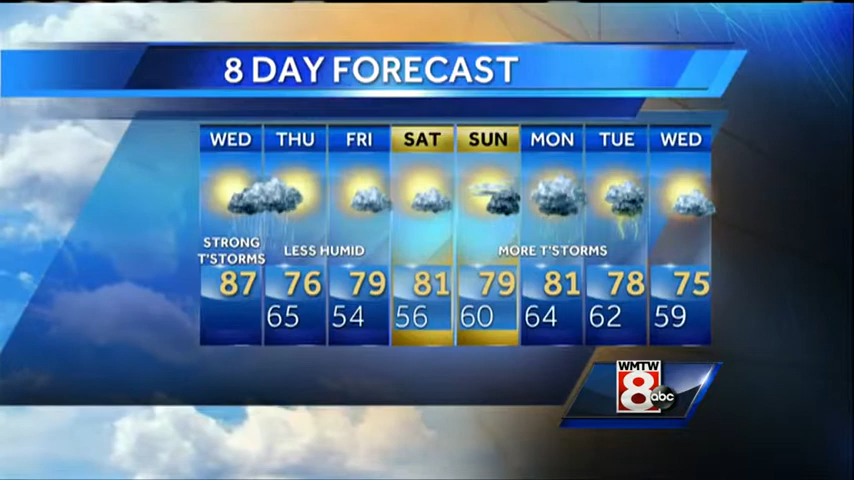 8 DAY FORECAST
WED THU FRI SAT SUN MON TUE WED
STRONG
T'STORMS
LESS HUMID
MORE T'STORMS
87 76 79 81 79 81 78 75
65 54 56 60 64 62 59
WMTW
8
abc